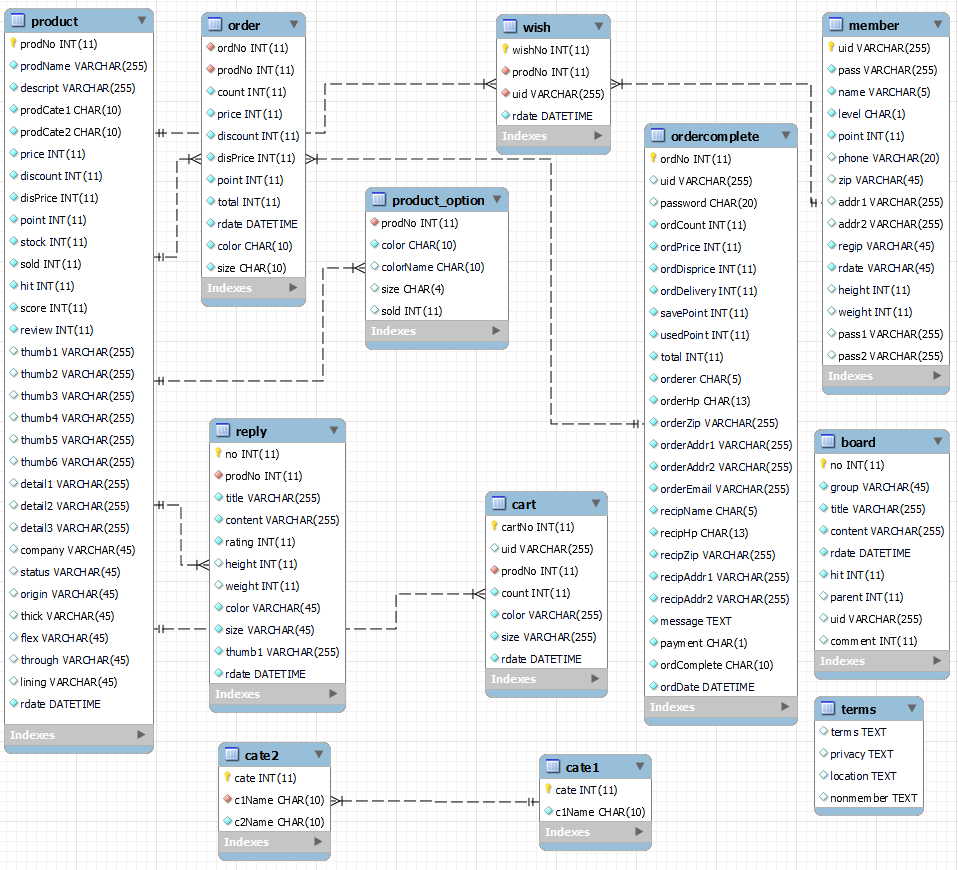 product
prodNo INT(11)
prodName VARCHAR(255)
descript VARCHAR(255)
prodCate1 CHAR(10)
prodCate2 CHAR(10)
price INT(11)
discount INT(11)
disPrice INT(11)
point INT(11)
stock INT(11)
sold INT(11)
hit INT(11)
score INT(11)
review INT(11)
thumb1 VARCHAR(255)
thumb2 VARCHAR(255)
thumb3 VARCHAR(255)
thumb4 VARCHAR(255)
thumb5 VARCHAR(255)
thumb6 VARCHAR(255)
detail1 VARCHAR(255)
detail2 VARCHAR(255)
detail3 VARCHAR(255)
company VARCHAR(45)
status VARCHAR(45)
origin VARCHAR(45)
thick VARCHAR(45)
flex VARCHAR(45)
through VARCHAR(45)
lining VARCHAR(45)
rdate DATETIME
Indexes
order
ordNo INT(11)
prodNo INT(11)
count INT(11)
price INT(11)
discount INT(11)
disPrice INT(11)
point INT(11)
total INT(11)
rdate DATETIME
color CHAR(10)
size CHAR(10)
Indexes
wish
wishNo INT(11)
prodNo INT(11)
uid VARCHAR(255)
rdate DATETIME
Indexes
member
uid VARCHAR(255)
pass VARCHAR(255)
name VARCHAR(5)
level CHAR(1)
point INT(11)
phone VARCHAR(20)
zip VARCHAR(45)
addr1 VARCHAR(255)
addr2 VARCHAR(255)
regip VARCHAR(45)
rdate VARCHAR(45)
height INT(11)
weight INT(11)
pass1 VARCHAR(255)
pass2 VARCHAR(255)
Indexes
ordercomplete
ordNo INT(11)
uid VARCHAR(255)
password CHAR(20)
ordCount INT(11)
ordPrice INT(11)
ordDisprice INT(11)
ordDelivery INT(11)
savePoint INT(11)
usedPoint INT(11)
total INT(11)
orderer CHAR(5)
orderHp CHAR(13)
orderZip VARCHAR(255)
orderAddr1 VARCHAR(255)
orderAddr2 VARCHAR(255)
orderEmail VARCHAR(255)
recipName CHAR(5)
recipHp CHAR(13)
recipZip VARCHAR(255)
recipAddr1 VARCHAR(255)
recipAddr2 VARCHAR(255)
message TEXT
payment CHAR(1)
ordComplete CHAR(10)
ordDate DATETIME
Indexes
product_option
prodNo INT(11)
color CHAR(10)
colorName CHAR(10)
size CHAR(4)
sold INT(11)
Indexes
reply
no INT(11)
prodNo INT(11)
title VARCHAR(255)
content VARCHAR(255)
rating INT(11)
height INT(11)
weight INT(11)
color VARCHAR(45)
size VARCHAR(45)
thumb1 VARCHAR(255)
rdate DATETIME
Indexes
cart
cartNo INT(11)
uid VARCHAR(255)
prodNo INT(11)
count INT(11)
color VARCHAR(255)
size VARCHAR(255)
rdate DATETIME
Indexes
board
no INT(11)
group VARCHAR(45)
title VARCHAR(255)
content VARCHAR(255)
rdate DATETIME
hit INT(11)
parent INT(11)
uid VARCHAR(255)
comment INT(11)
Indexes
terms
terms TEXT
privacy TEXT
location TEXT
nonmember TEXT
cate2
cate INT(11)
c1Name CHAR(10)
c2Name CHAR(10)
Indexes
cate1
cate INT(11)
c1Name CHAR(10)
Indexes